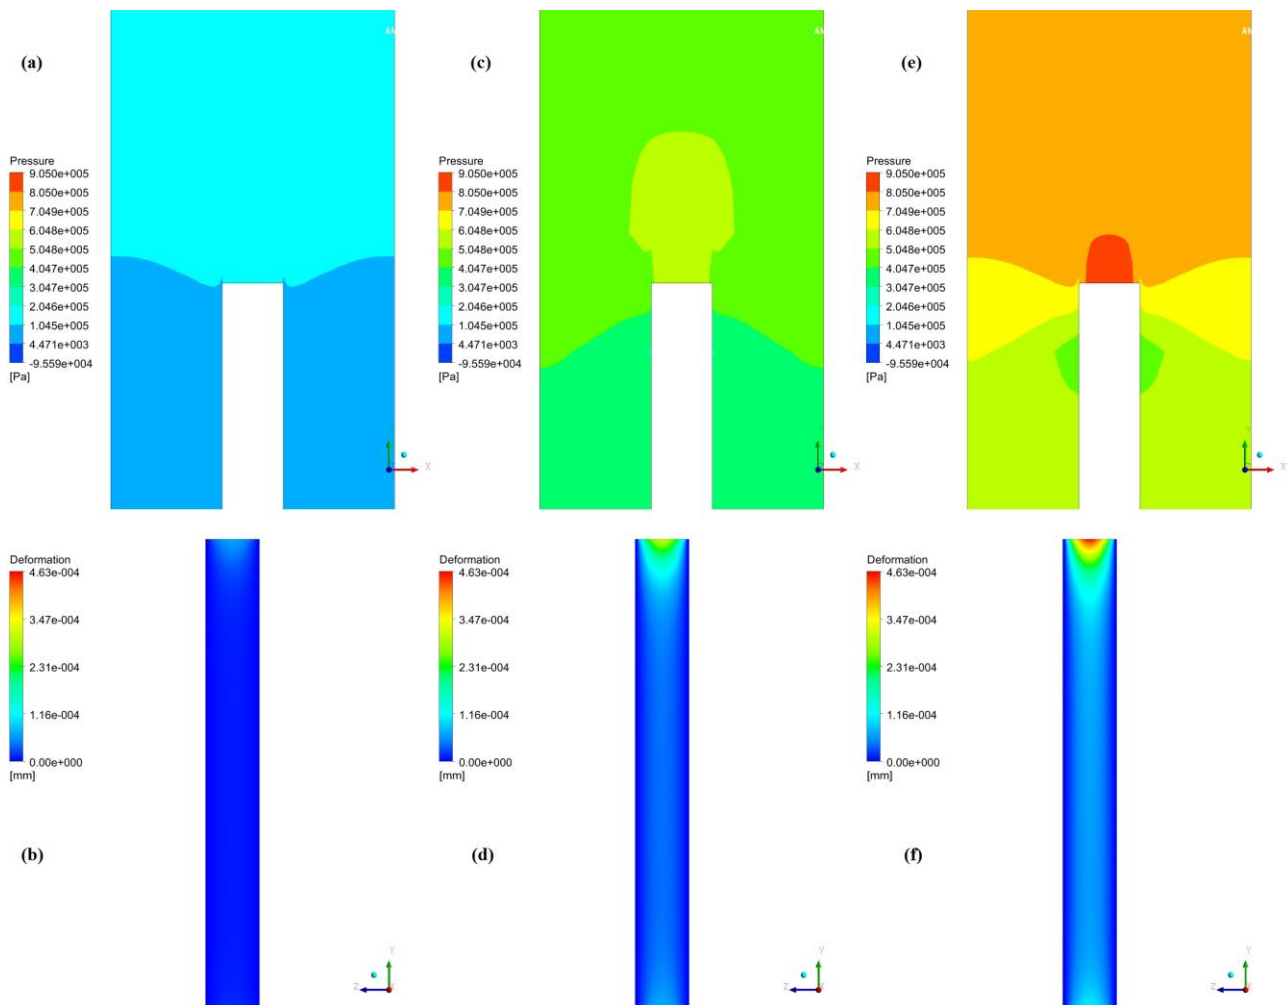 (a)
AN
Pressure
9.050e+005
8.050e+005
7.049e+005
6.048e+005
5.048e+005
4.047e+005
3.047e+005
2.046e+005
1.045e+005
4.471e+003
-9.559e+004
[Pa]
X
(c)
AN
Pressure
9.050e+005
8.050e+005
7.049e+005
6.048e+005
5.048e+005
4.047e+005
3.047e+005
2.046e+005
1.045e+005
4.471e+003
-9.559e+004
[Pa]
X
(e)
AN
Pressure
9.050e+005
8.050e+005
7.049e+005
6.048e+005
5.048e+005
4.047e+005
3.047e+005
2.046e+005
1.045e+005
4.471e+003
-9.559e+004
[Pa]
Y
X
Deformation
4.63e-004
3.47e-004
2.31e-004
1.16e-004
0.00e+000
[mm]
(b)
Y
Z
X
Deformation
4.63e-004
3.47e-004
2.31e-004
1.16e-004
0.00e+000
[mm]
(d)
Y
Z
X
Deformation
4.63e-004
3.47e-004
2.31e-004
1.16e-004
0.00e+000
[mm]
(f)
Y
Z
X